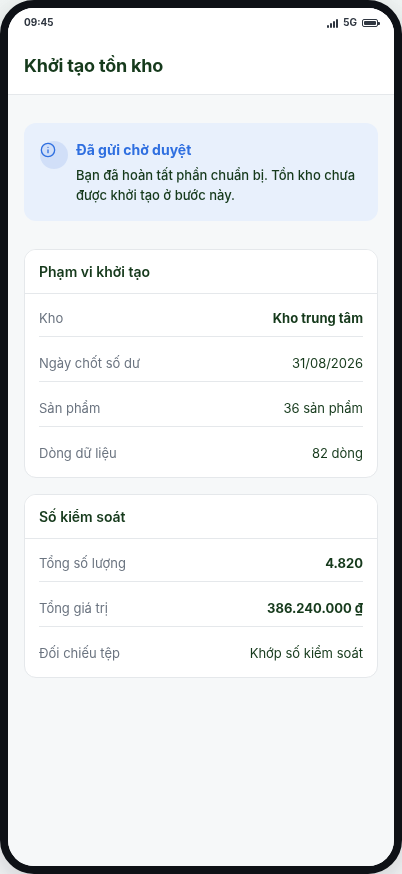 09:45
5G
Khởi tạo tồn kho
Đã gửi chờ duyệt
Bạn đã hoàn tất phần chuẩn bị. Tồn kho chưa
được khởi tạo ở bước này.
Phạm vi khởi tạo
Kho
Kho trung tâm
Ngày chốt số dư
31/08/2026
Sản phẩm
36 sản phẩm
Dòng dữ liệu
82 dòng
Số kiểm soát
Tổng số lượng
4.820
Tổng giá trị
386.240.000 ₫
Đối chiếu tệp
Khớp số kiểm soát